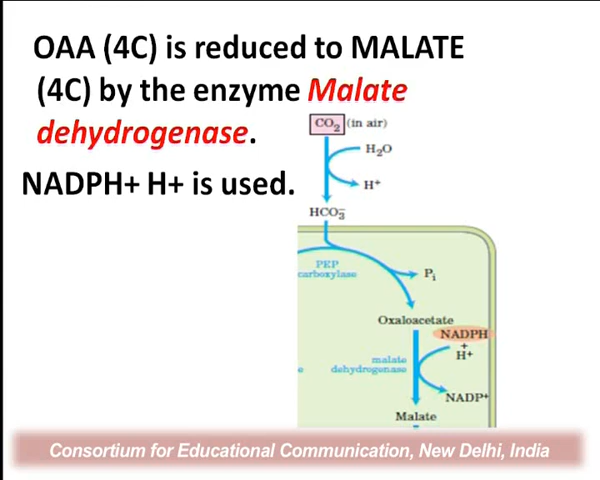 OAA (4C) is reduced to MALATE
(4C) by the enzyme Malate
dehydrogenase.
NADPH+ H+ is used.
CO2 (in air)
H2O
H+
HCO3-
PEP
carboxylase
Pi
Oxaloacetate
NADPH
+
H+
malate
dehydrogenase
e
NADP+
Malate
Consortium for Educational Communication, New Delhi, India